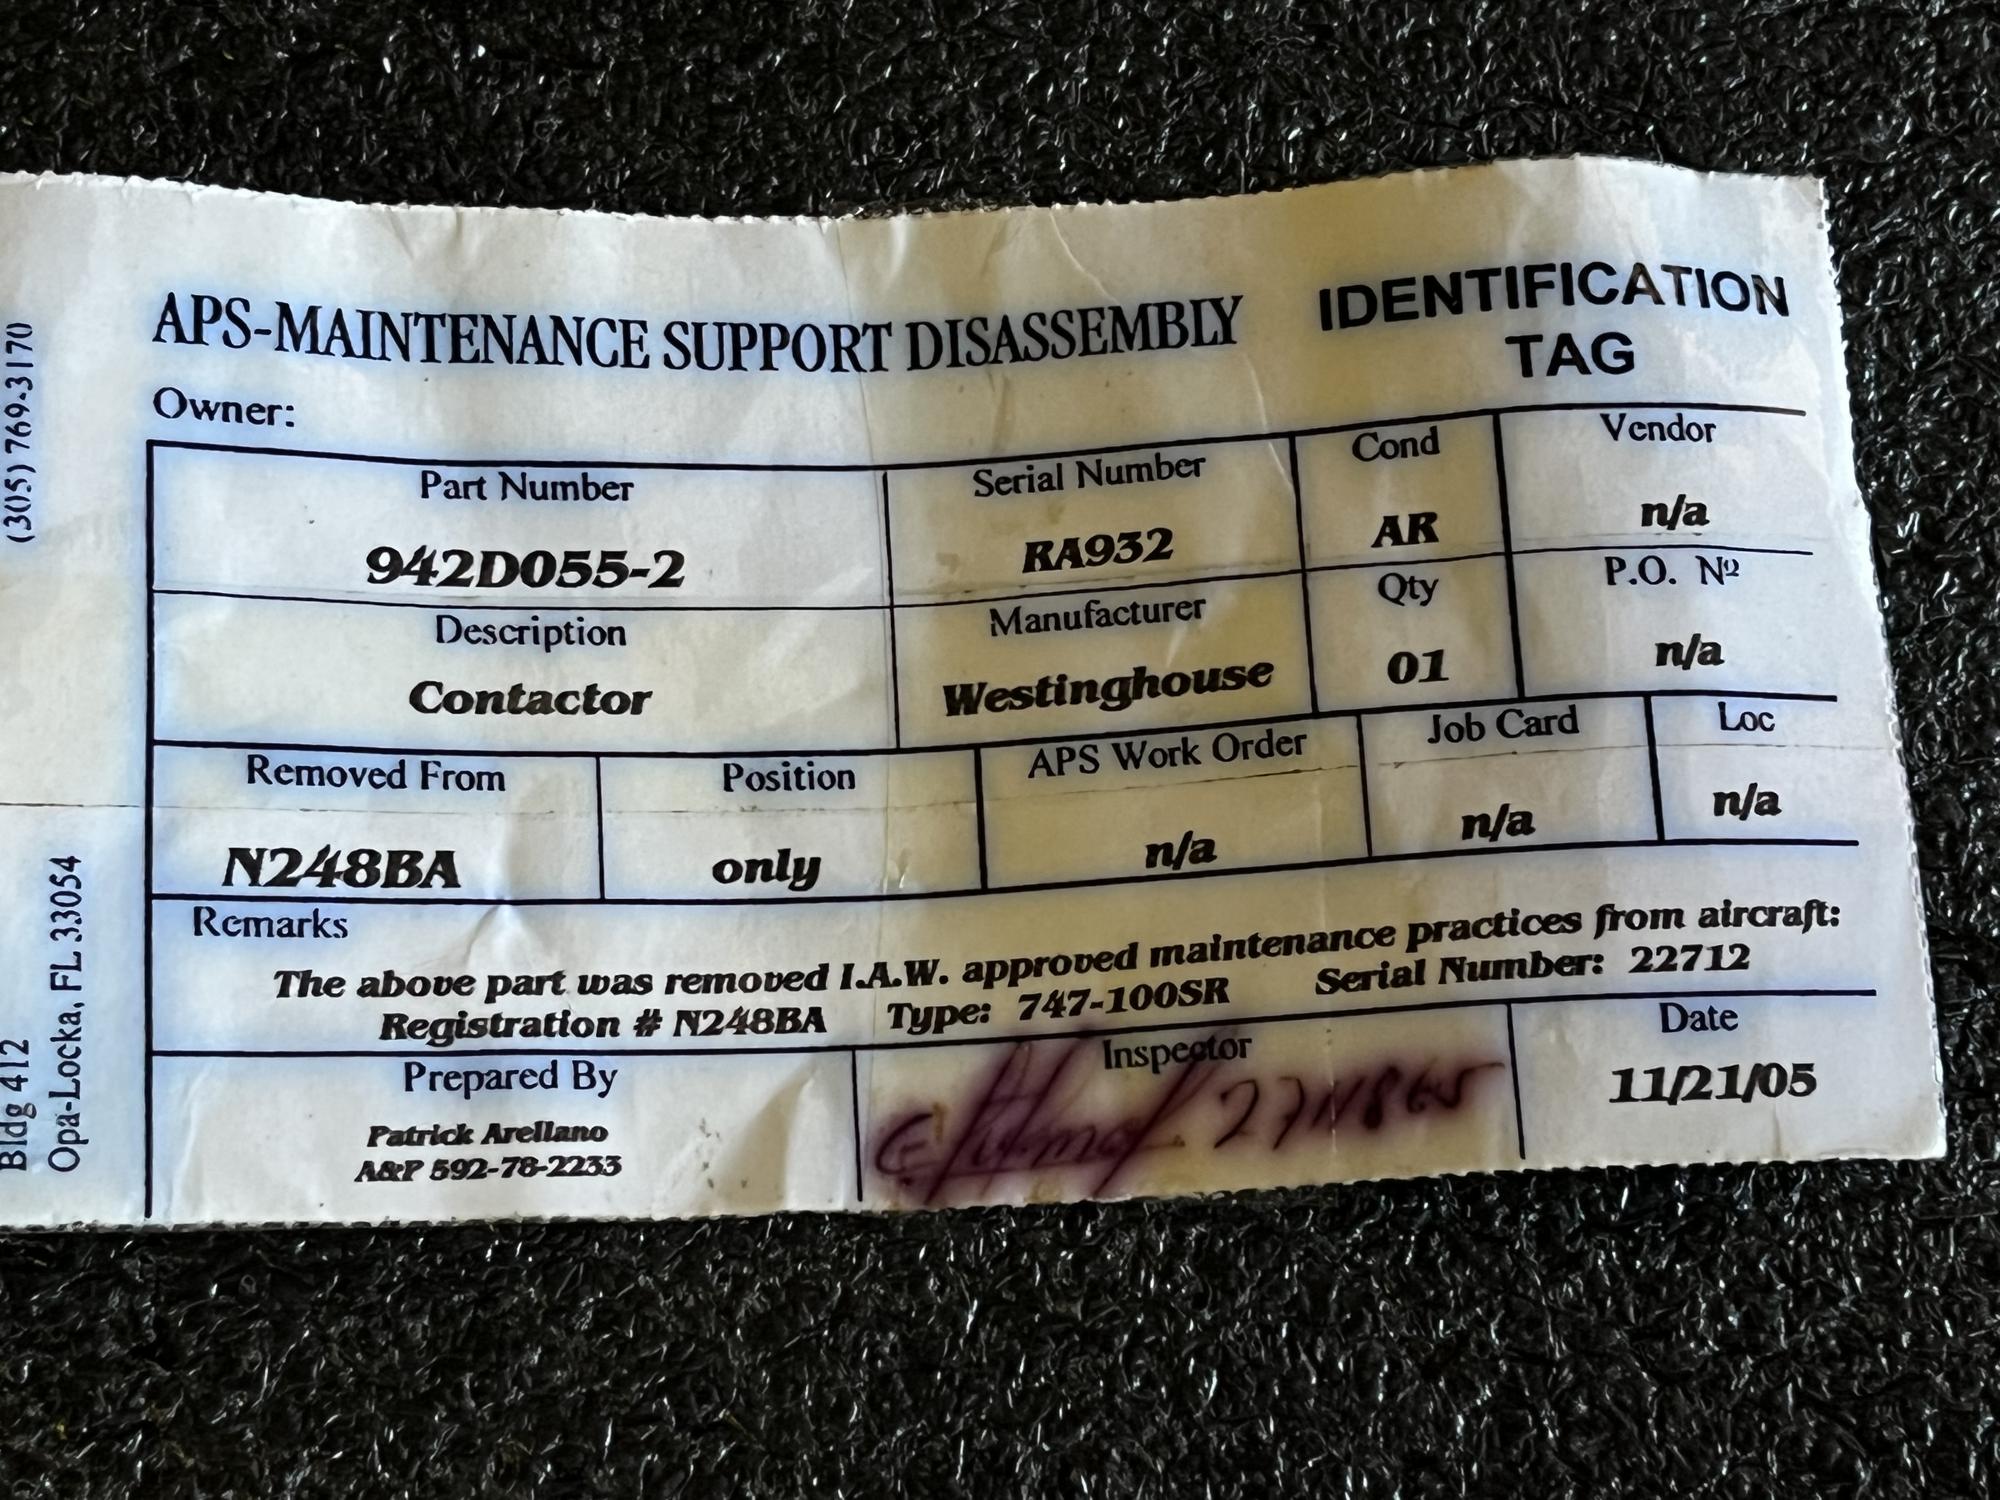 (305) 769-3170
Bldg 412
Opa-Locka, FL 33054
APS-MAINTENANCE SUPPORT DISASSEMBLY
IDENTIFICATION
TAG
Owner:
Part Number
942D055-2
Serial Number
RA932
Cond
AR
Vendor
n/a
Description
Contactor
Manufacturer
Westinghouse
Qty
01
P.O. Nº
n/a
Removed From
N248BA
Position
only
APS Work Order
n/a
Job Card
n/a
Loc
n/a
Remarks
The above part was removed I.A.W. approved maintenance practices from aircraft:
Registration # N248BA Type: 747-100SR Serial Number: 22712
Prepared By
Patrick Arellano
A&P 592-78-2233
Inspector
Date
11/21/05